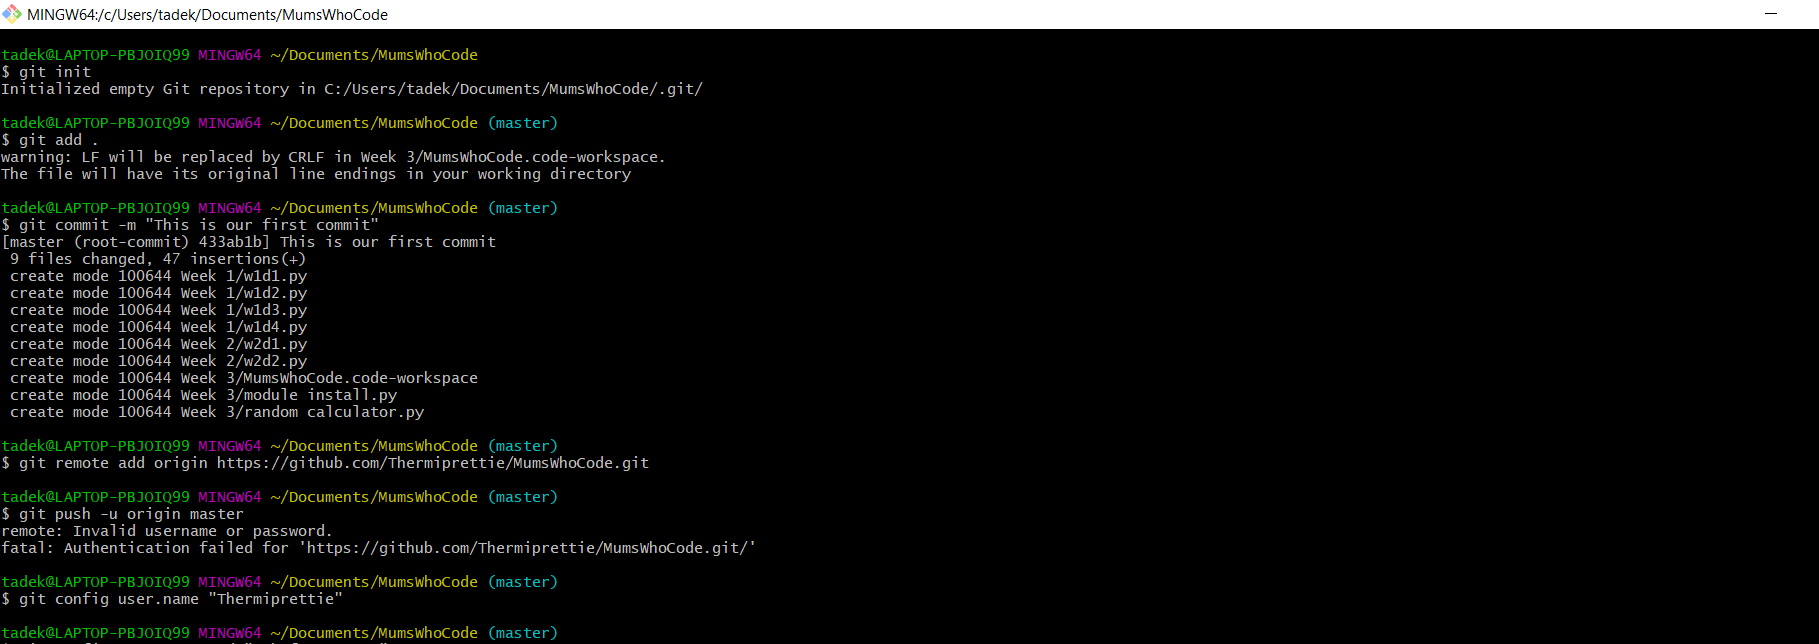 MINGW64:/c/Users/tadek/Documents/MumsWhoCode
tadek@LAPTOP-PBJOIQ99 MINGW64 ~/Documents/MumsWhoCode
$ git init
Initialized empty Git repository in C:/Users/tadek/Documents/MumsWhoCode/.git/
tadek@LAPTOP-PBJOIQ99 MINGW64 ~/Documents/MumsWhoCode (master)
$ git add .
warning: LF will be replaced by CRLF in Week 3/MumsWhoCode.code-workspace.
The file will have its original line endings in your working directory
tadek@LAPTOP-PBJOIQ99 MINGW64 ~/Documents/MumsWhoCode (master)
$ git commit -m "This is our first commit"
[master (root-commit) 433ab1b] This is our first commit
9 files changed, 47 insertions(+)
create mode 100644 Week 1/w1d1.py
create mode 100644 Week 1/w1d2.py
create mode 100644 Week 1/w1d3.py
create mode 100644 Week 1/w1d4.py
create mode 100644 Week 2/w2d1.py
create mode 100644 Week 2/w2d2.py
create mode 100644 Week 3/MumsWhoCode.code-workspace
create mode 100644 Week 3/module install.py
create mode 100644 Week 3/random calculator.py
tadek@LAPTOP-PBJOIQ99 MINGW64 ~/Documents/MumsWhoCode (master)
$ git remote add origin https://github.com/Thermiprettie/MumsWhoCode.git
tadek@LAPTOP-PBJOIQ99 MINGW64 ~/Documents/MumsWhoCode (master)
$ git push -u origin master
remote: Invalid username or password.
fatal: Authentication failed for 'https://github.com/Thermiprettie/MumsWhoCode.git/'
tadek@LAPTOP-PBJOIQ99 MINGW64 ~/Documents/MumsWhoCode (master)
$ git config user.name "Thermiprettie"
tadek@LAPTOP-PBJOIQ99 MINGW64 ~/Documents/MumsWhoCode (master)